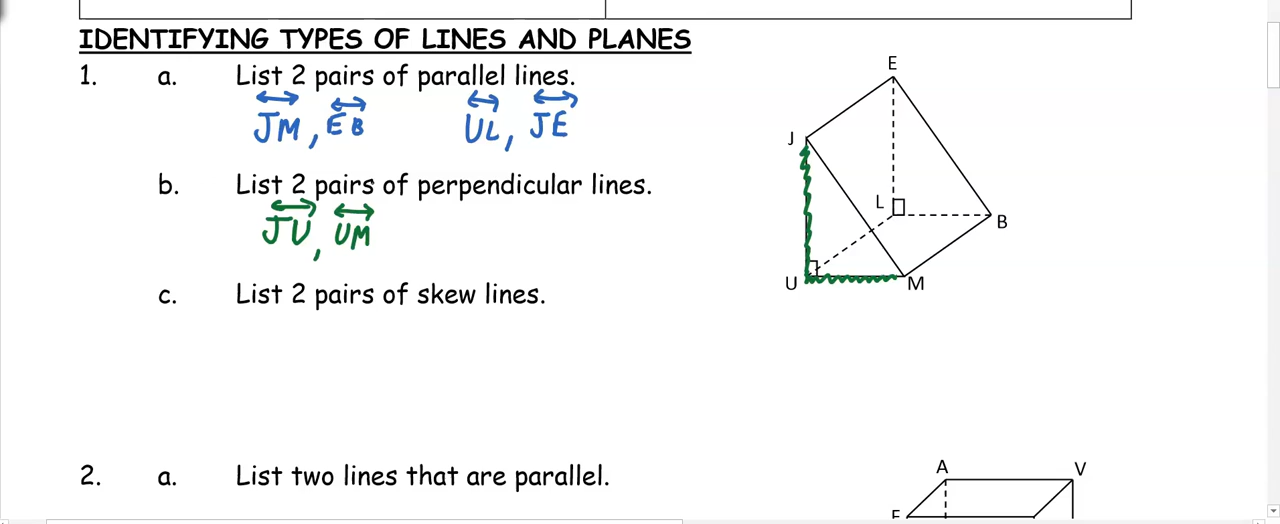 IDENTIFYING TYPES OF LINES AND PLANES
1. a. List 2 pairs of parallel lines.
JM, EB UL, JE
b. List 2 pairs of perpendicular lines.
JU, UM
c. List 2 pairs of skew lines.
E
J
L
B
U
M
2. a. List two lines that are parallel.
A
V
F